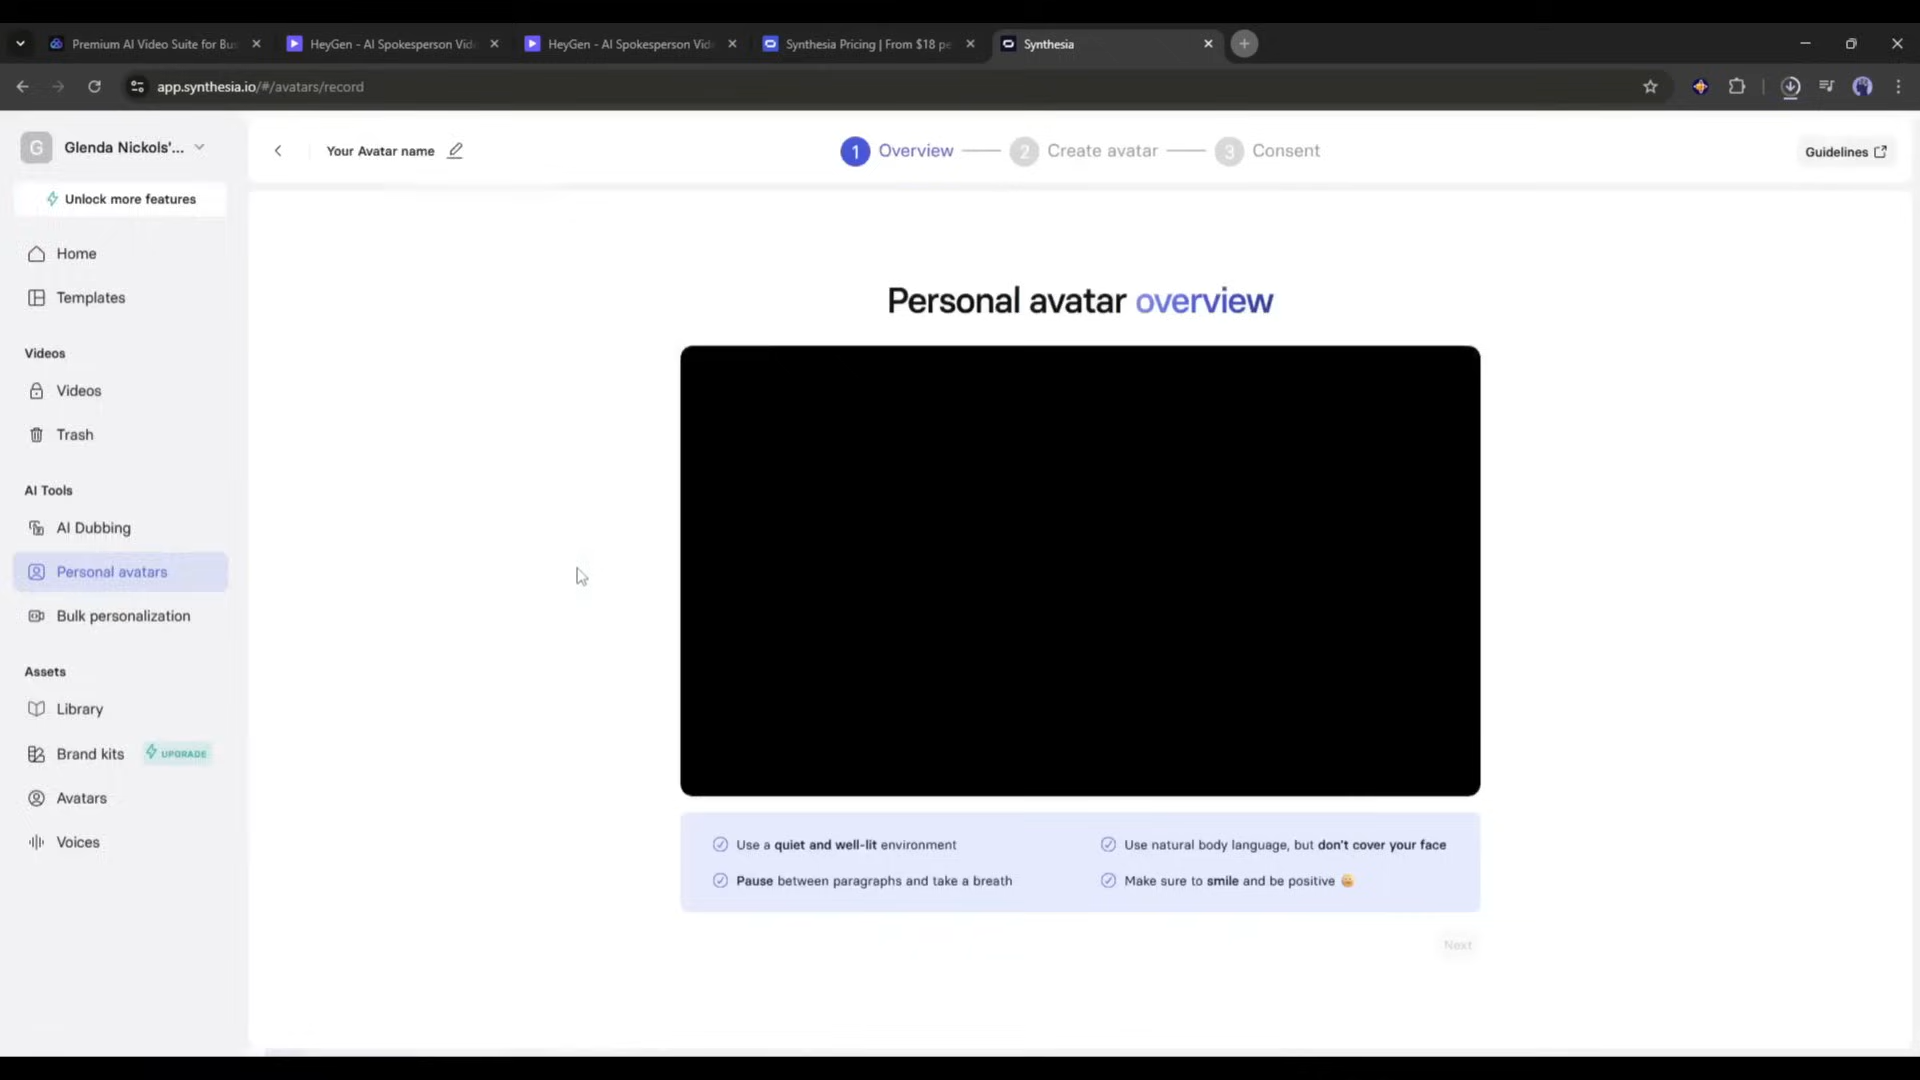 Premium AI Video Suite for Bus
HeyGen - AI Spokesperson Vid
HeyGen - AI Spokesperson Vid
Synthesia Pricing | From $18 pe
Synthesia
app.synthesia.io/#/avatars/record
G
Glenda Nickols'...
Your Avatar name
1
Overview
2
Create avatar
3
Consent
Guidelines
Unlock more features
Home
Templates
Videos
Videos
Trash
AI Tools
AI Dubbing
Personal avatars
Bulk personalization
Assets
Library
Brand kits
UPGRADE
Avatars
Voices
Personal avatar overview
Use a quiet and well-lit environment
Use natural body language, but don't cover your face
Pause between paragraphs and take a breath
Make sure to smile and be positive 😀
Next